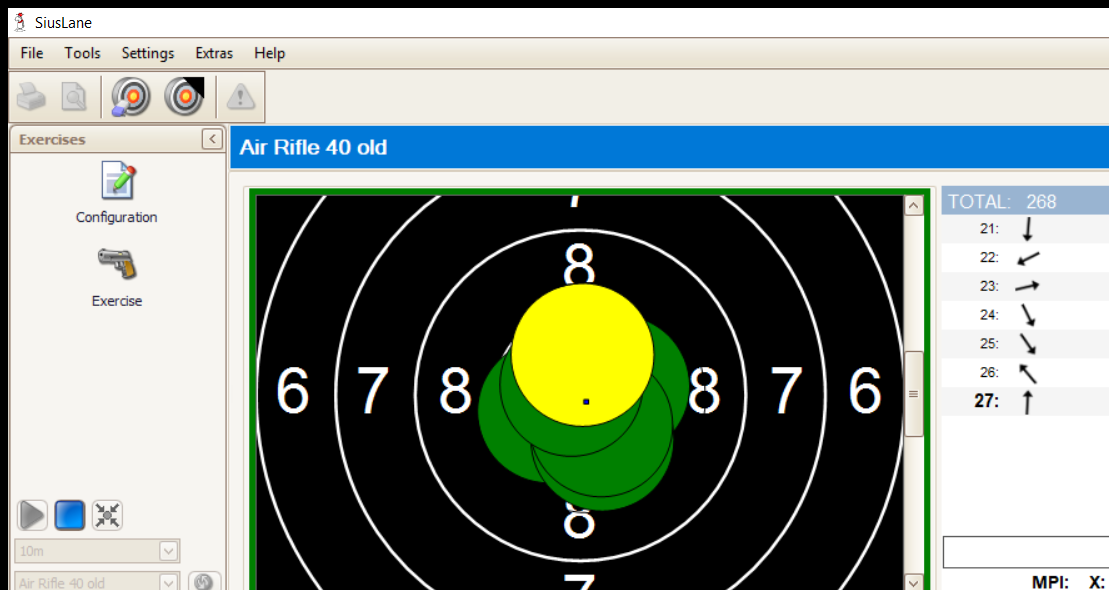 SiusLane
File Tools Settings Extras Help
Exercises
Air Rifle 40 old
Configuration
Exercise
10m
Air Rifle 40 old
7
8
6 7 8 8 7 6
8
7
TOTAL: 268
21:
22:
23:
24:
25:
26:
27:
MPI: X: